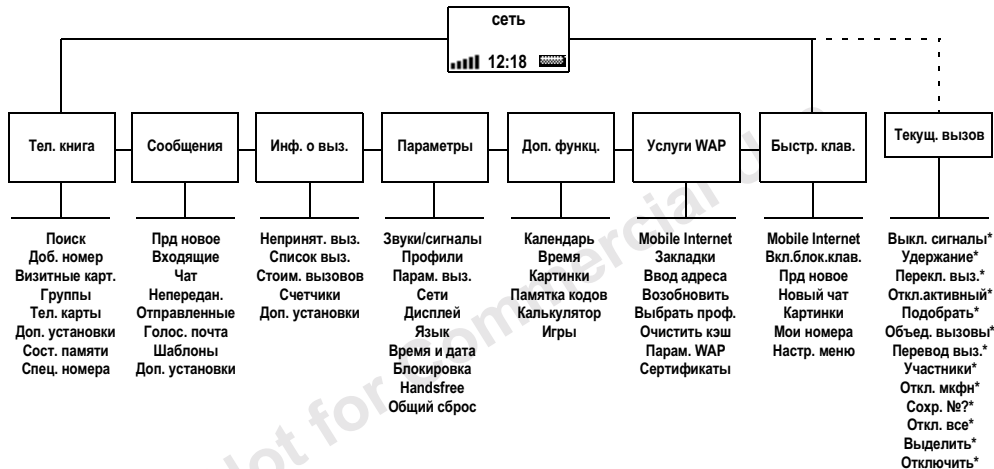 сеть
12:18
Тел. книга
Сообщения
Инф. о выз.
Параметры
Доп. функц.
Услуги WAP
Быстр. клав.
Текущ. вызов
Поиск
Доб. номер
Визитные карт.
Группы
Тел. карты
Доп. установки
Сост. памяти
Спец. номера
Прд новое
Входящие
Чат
Непередан.
Отправленные
Голос. почта
Шаблоны
Доп. установки
Непринят. выз.
Список выз.
Стоим. вызовов
Счетчики
Доп. установки
Звуки/сигналы
Профили
Парам. выз.
Сети
Дисплей
Язык
Время и дата
Блокировка
Handsfree
Общий сброс
Календарь
Время
Картинки
Памятка кодов
Калькулятор
Игры
Mobile Internet
Закладки
Ввод адреса
Возобновить
Выбрать проф.
Очистить кэш
Парам. WAP
Сертификаты
Mobile Internet
Вкл.блок.клав.
Прд новое
Новый чат
Картинки
Мои номера
Настр. меню
Выкл. сигналы*
Удержание*
Перекл. выз.*
Откл.активный*
Подобрать*
Объед. вызовы*
Перевод выз.*
Участники*
Откл. мкфн*
Сохр. №?*
Откл. все*
Выделить*
Отключить*
for Commercial